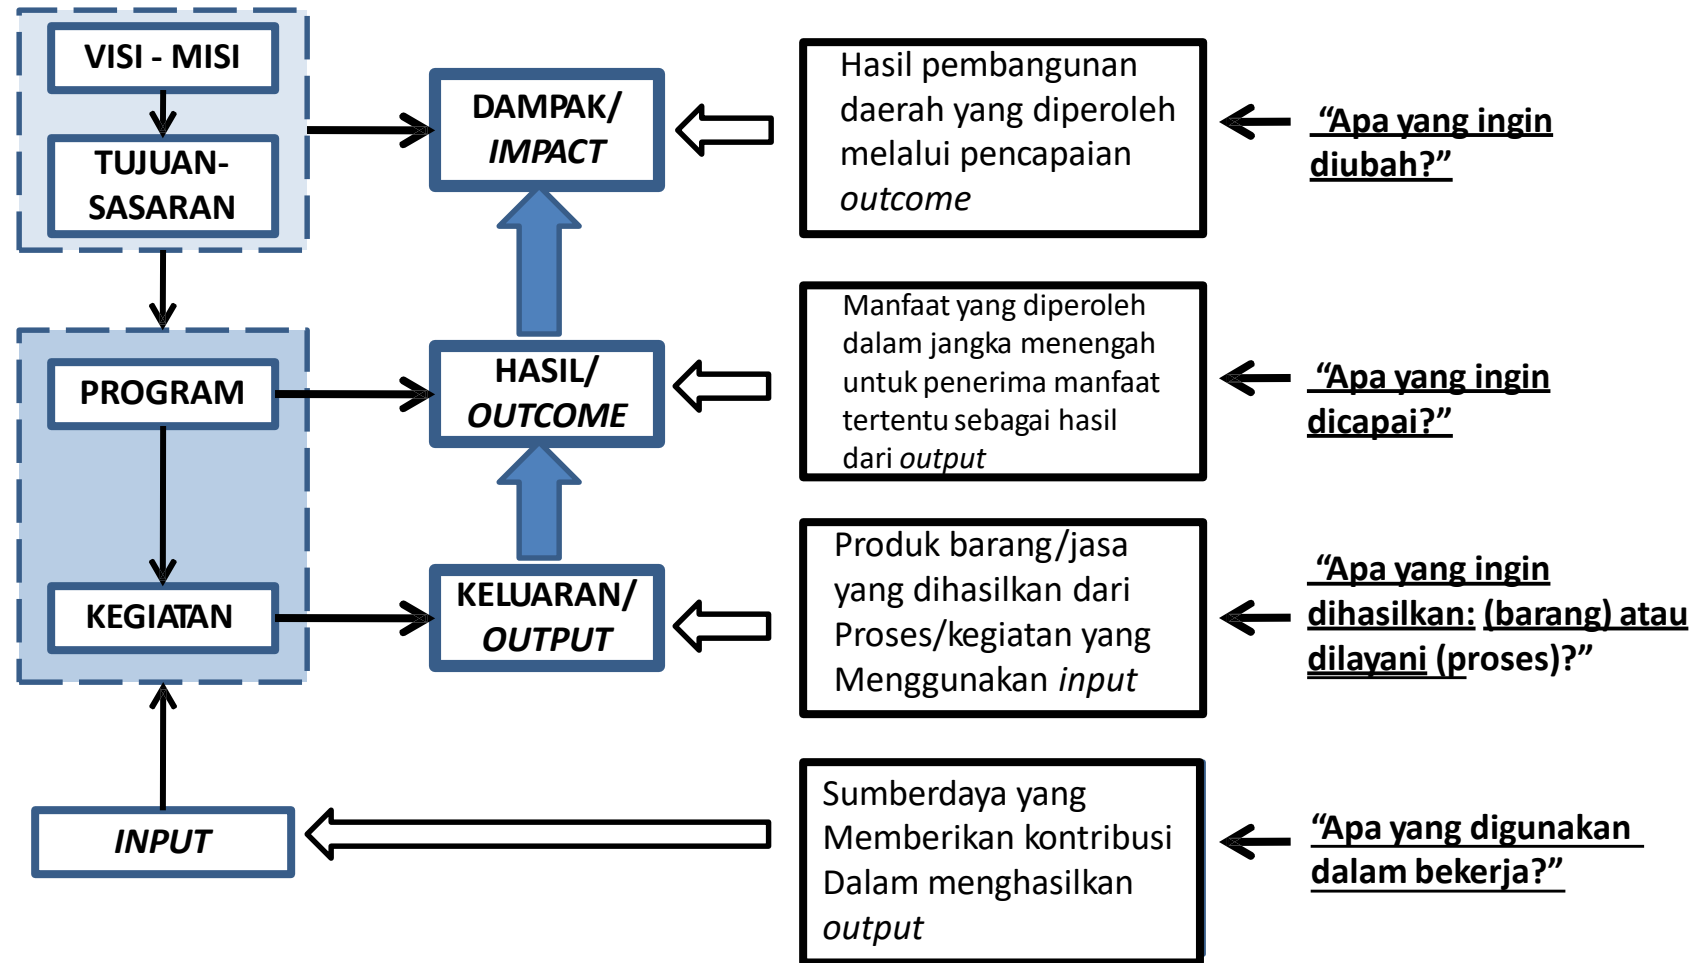 VISI - MISI
TUJUAN-
SASARAN
DAMPAK/
IMPACT
Hasil pembangunan
daerah yang diperoleh
melalui pencapaian
outcome
“Apa yang ingin
diubah?”
PROGRAM
HASIL/
OUTCOME
Manfaat yang diperoleh
dalam jangka menengah
untuk penerima manfaat
tertentu sebagai hasil
dari output
“Apa yang ingin
dicapai?”
KEGIATAN
KELUARAN/
OUTPUT
Produk barang/jasa
yang dihasilkan dari
Proses/kegiatan yang
Menggunakan input
“Apa yang ingin
dihasilkan: (barang) atau
dilayani (proses)?”
INPUT
Sumberdaya yang
Memberikan kontribusi
Dalam menghasilkan
output
“Apa yang digunakan
dalam bekerja?”